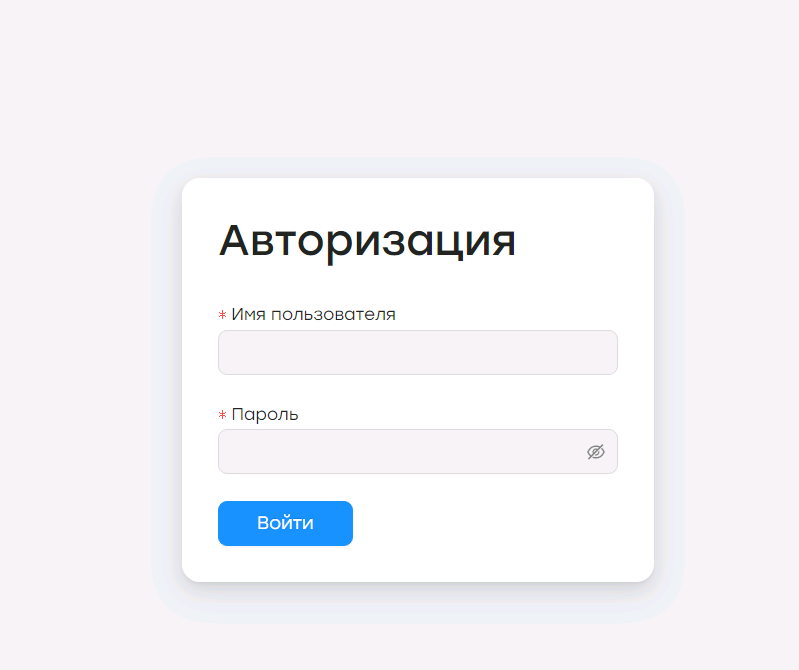 Авторизация
* Имя пользователя
* Пароль
Войти